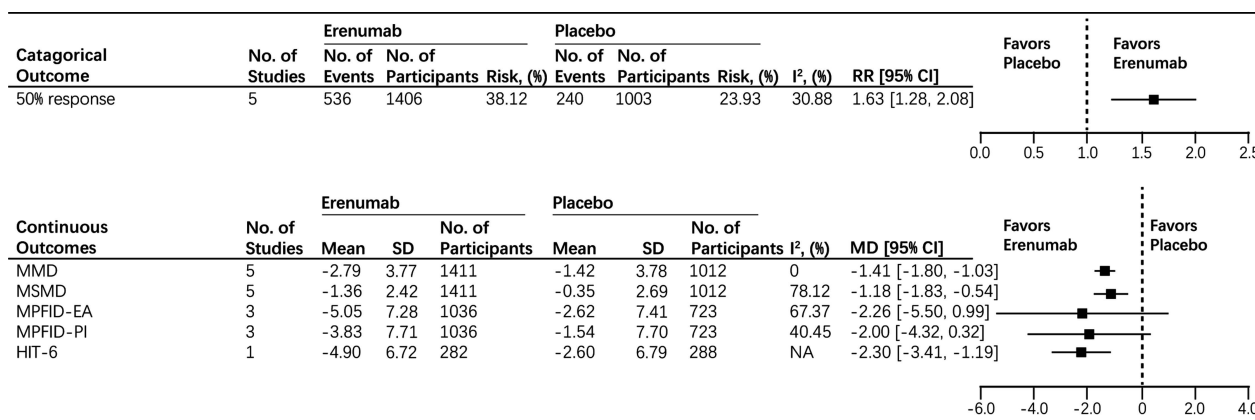 Erenumab Placebo
Catagorical No. of No. of No. of No. of No. of Favors Favors
Outcome Studies Events Participants Risk, (%) Events Participants Risk, (%) I², (%) RR [95% CI] Placebo Erenumab
50% response 5 536 1406 38.12 240 1003 23.93 30.88 1.63 [1.28, 2.08]
0.0 0.5 1.0 1.5 2.0 2.5
Erenumab Placebo
Continuous No. of No. of No. of Favors Favors
Outcomes Studies Mean SD Participants Mean SD Participants I², (%) MD [95% CI] Erenumab Placebo
MMD 5 -2.79 3.77 1411 -1.42 3.78 1012 0 -1.41 [-1.80, -1.03]
MSMD 5 -1.36 2.42 1411 -0.35 2.69 1012 78.12 -1.18 [-1.83, -0.54]
MPFID-EA 3 -5.05 7.28 1036 -2.62 7.41 723 67.37 -2.26 [-5.50, 0.99]
MPFID-PI 3 -3.83 7.71 1036 -1.54 7.70 723 40.45 -2.00 [-4.32, 0.32]
HIT-6 1 -4.90 6.72 282 -2.60 6.79 288 NA -2.30 [-3.41, -1.19]
-6.0 -4.0 -2.0 0 2.0 4.0